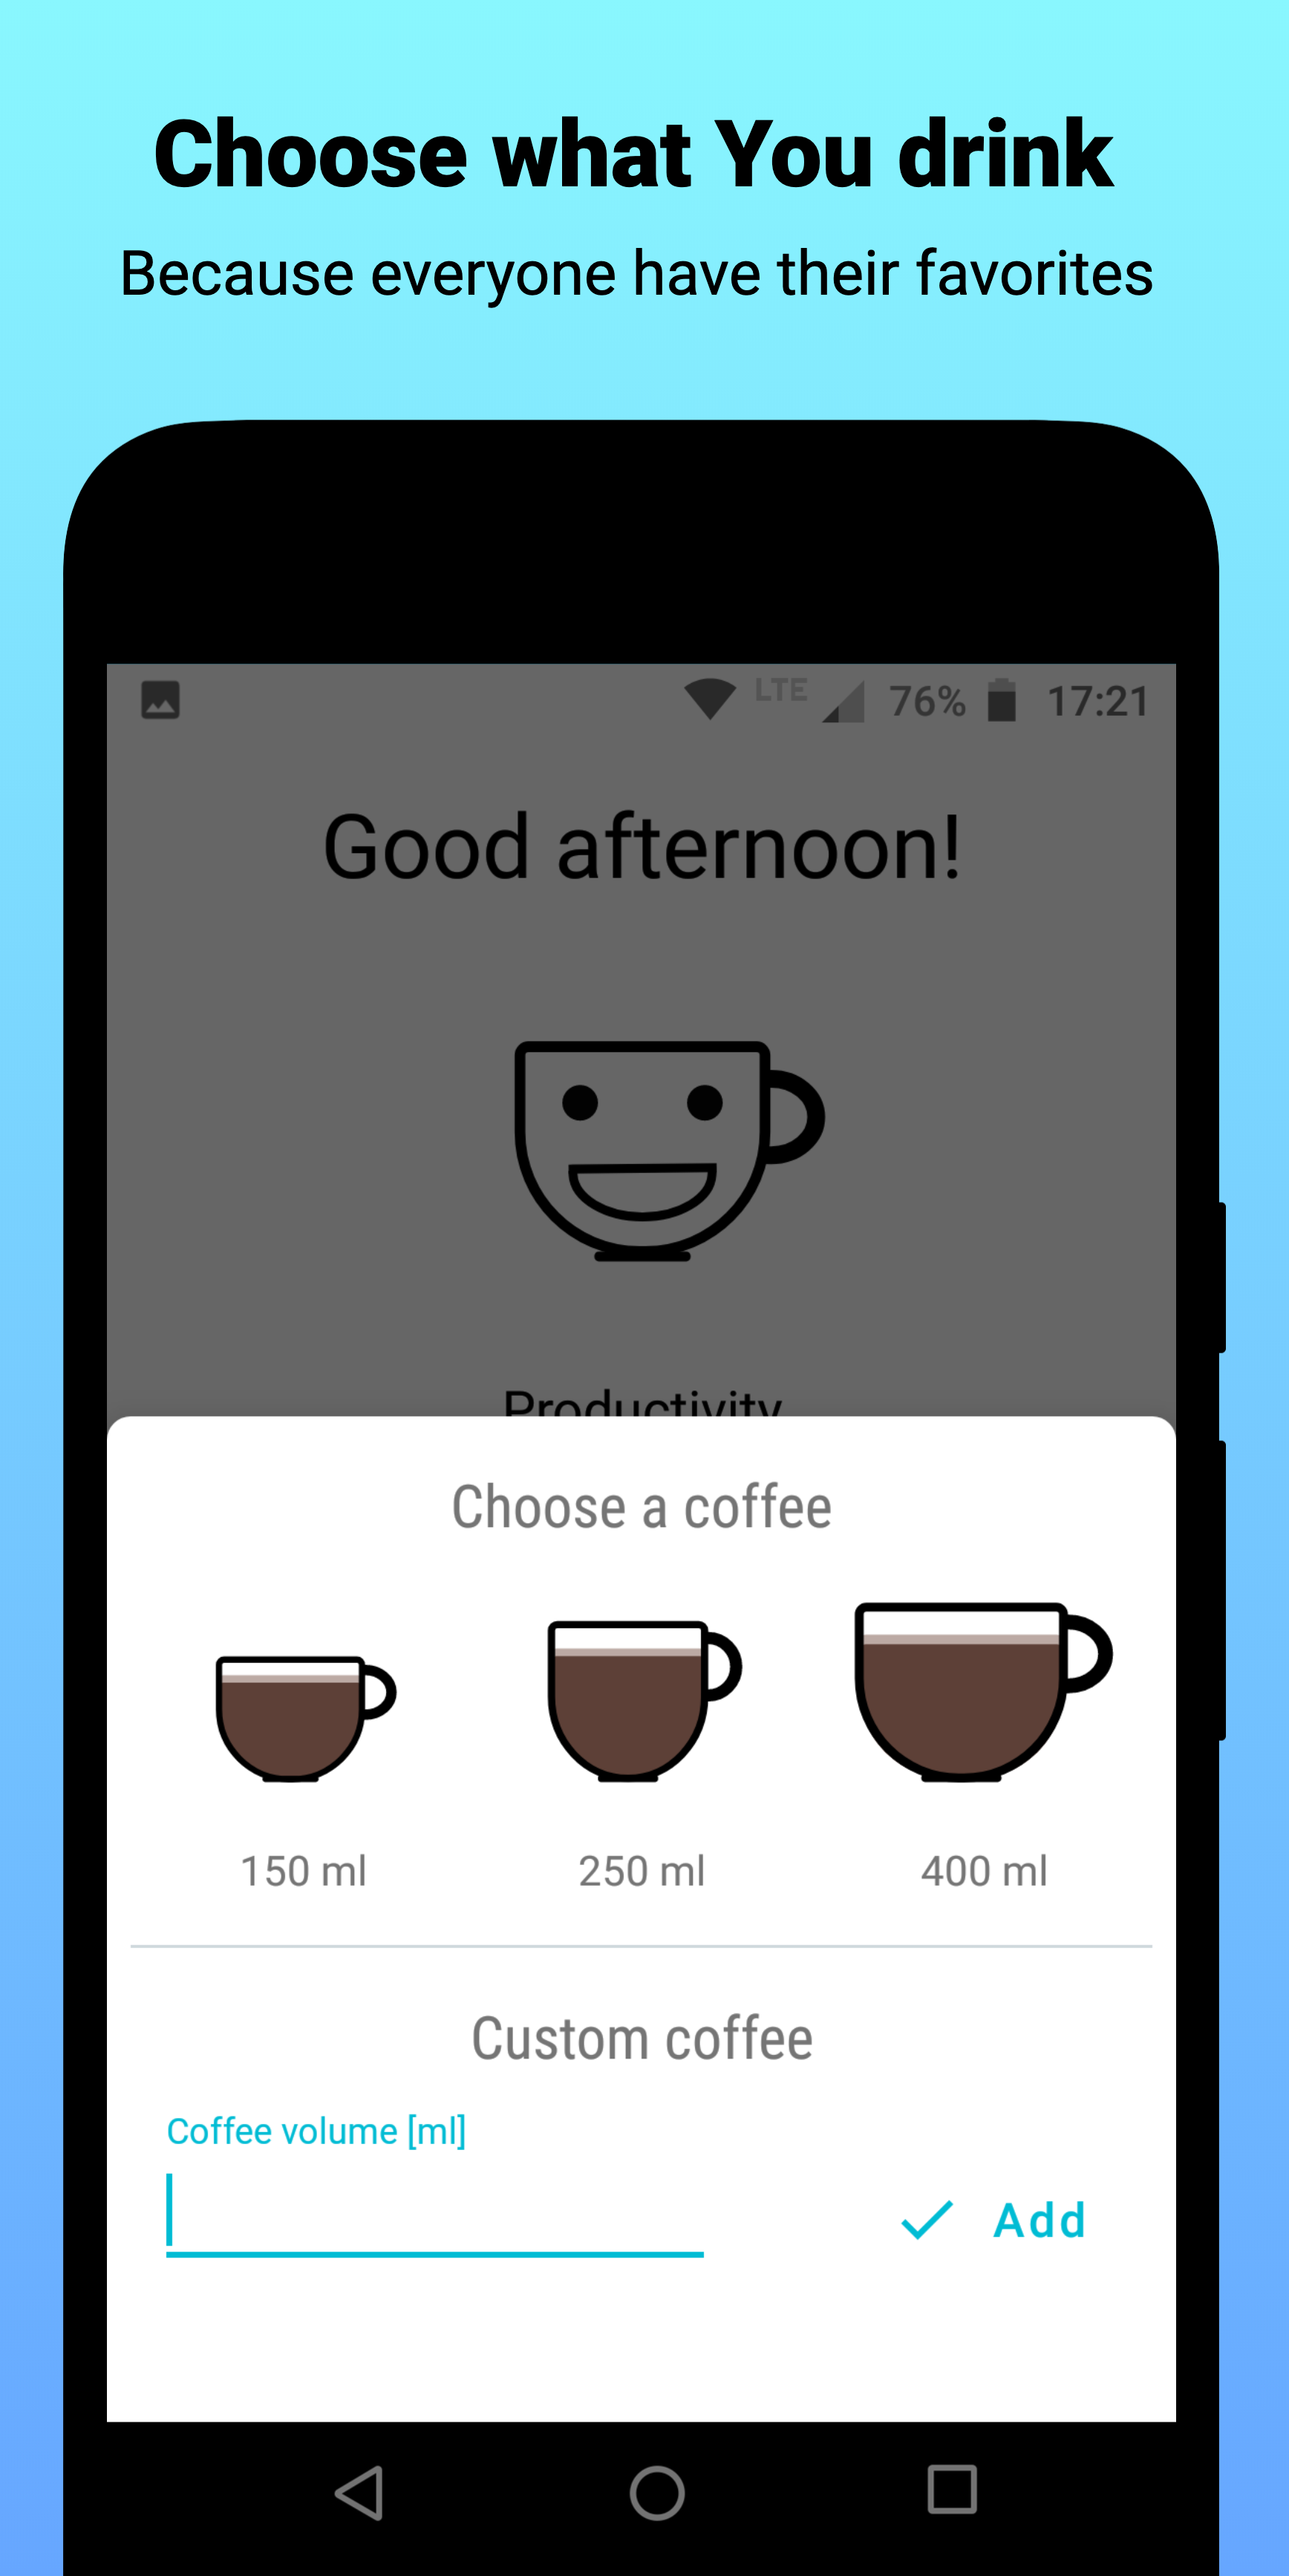 Choose what You drink
Because everyone have their favorites
LTE 76% 17:21
Good afternoon!
Productivity
Choose a coffee
150 ml 250 ml 400 ml
Custom coffee
Coffee volume [ml]
Add